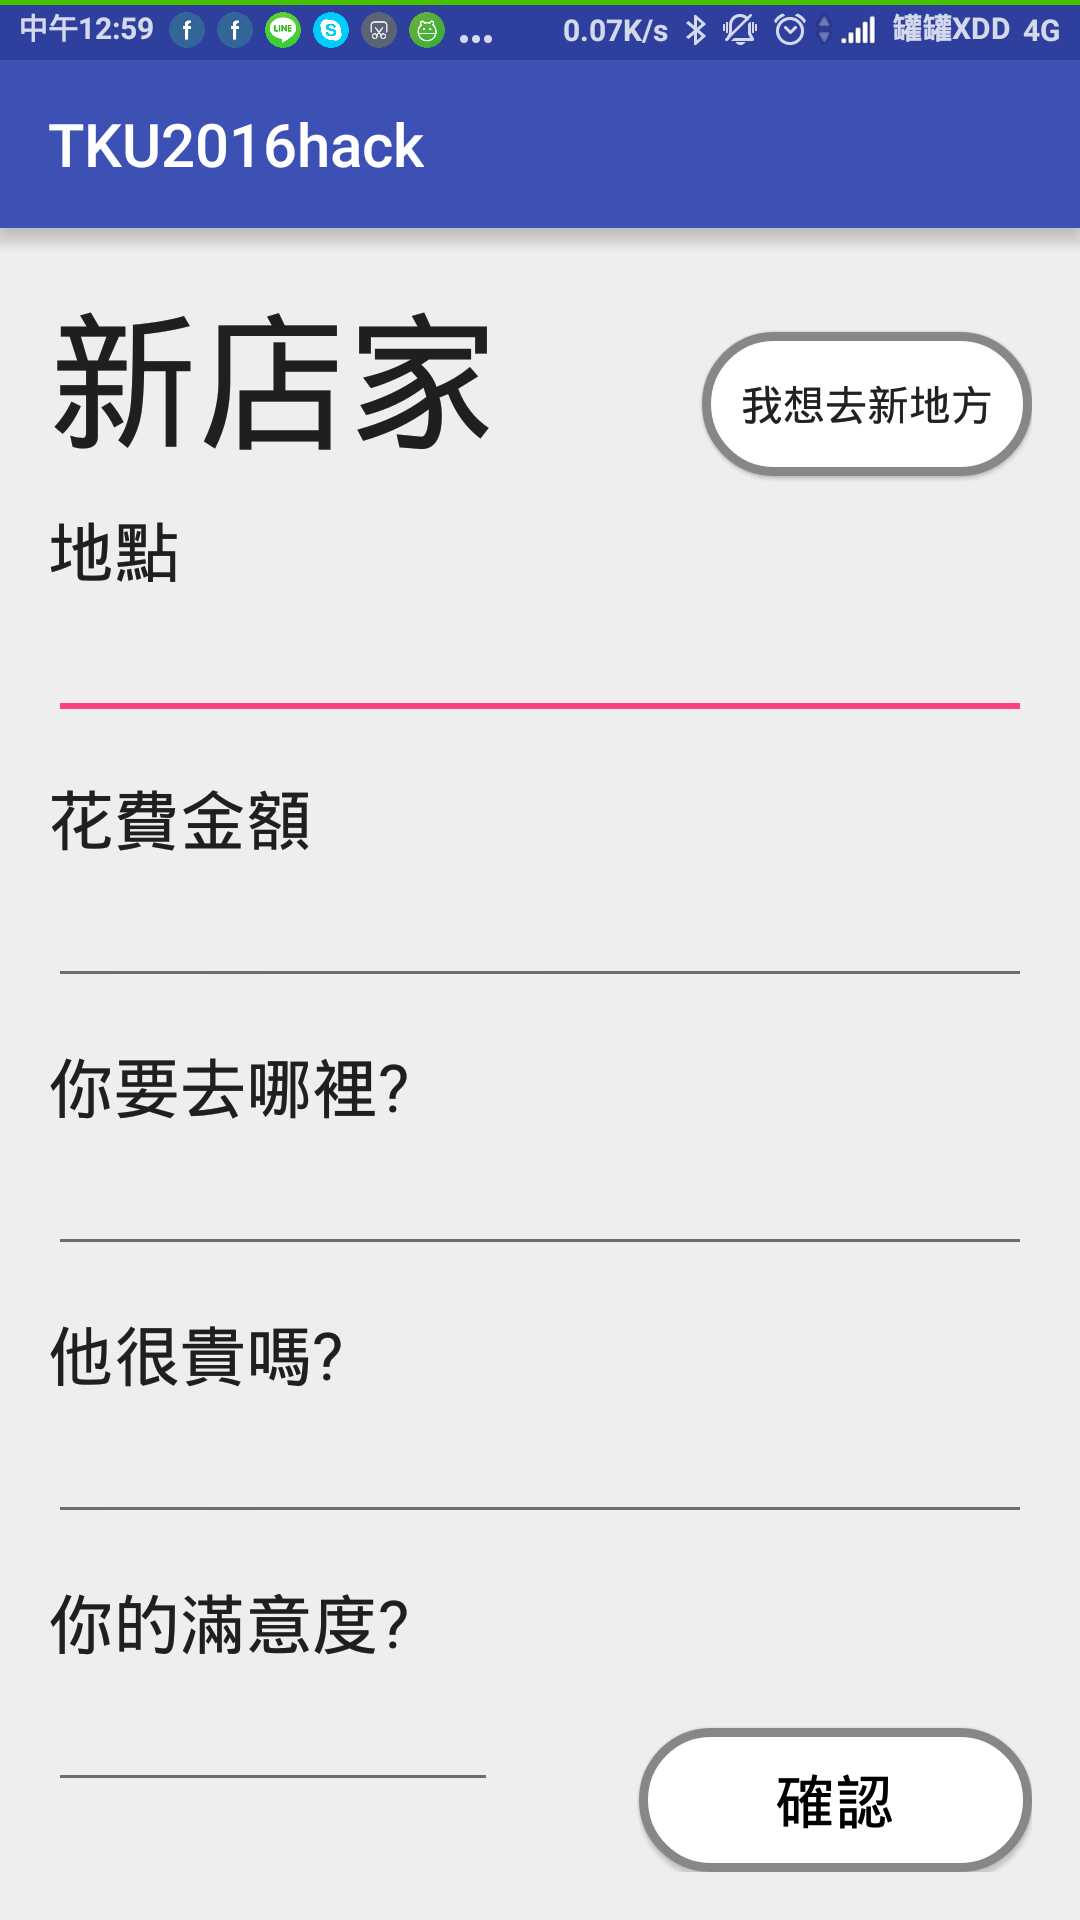 中午12:59 f f LINE S ... 0.07K/s 罐罐XDD 4G
TKU2016hack
新店家
我想去新地方
地點
花費金額
你要去哪裡?
他很貴嗎?
你的滿意度?
確認